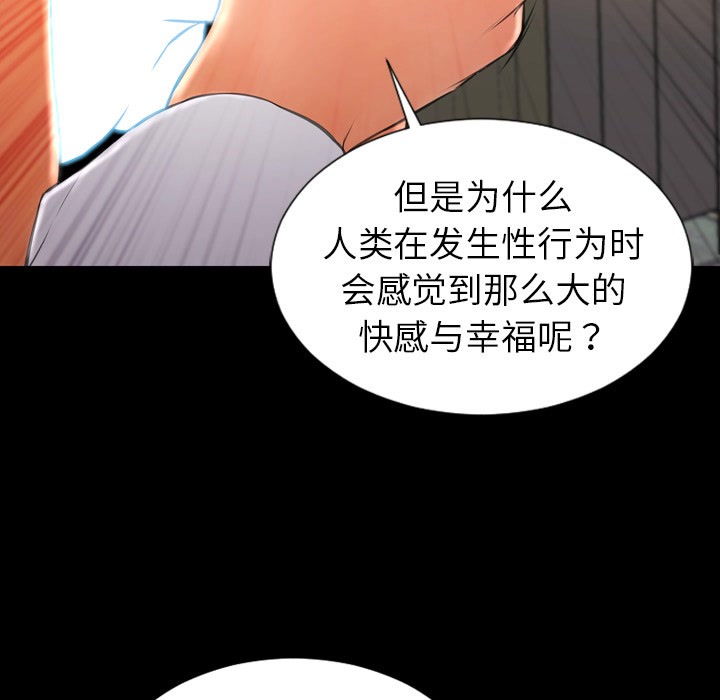 但是为什么
人类在发生性行为时
会感觉到那么大的
快感与幸福呢？